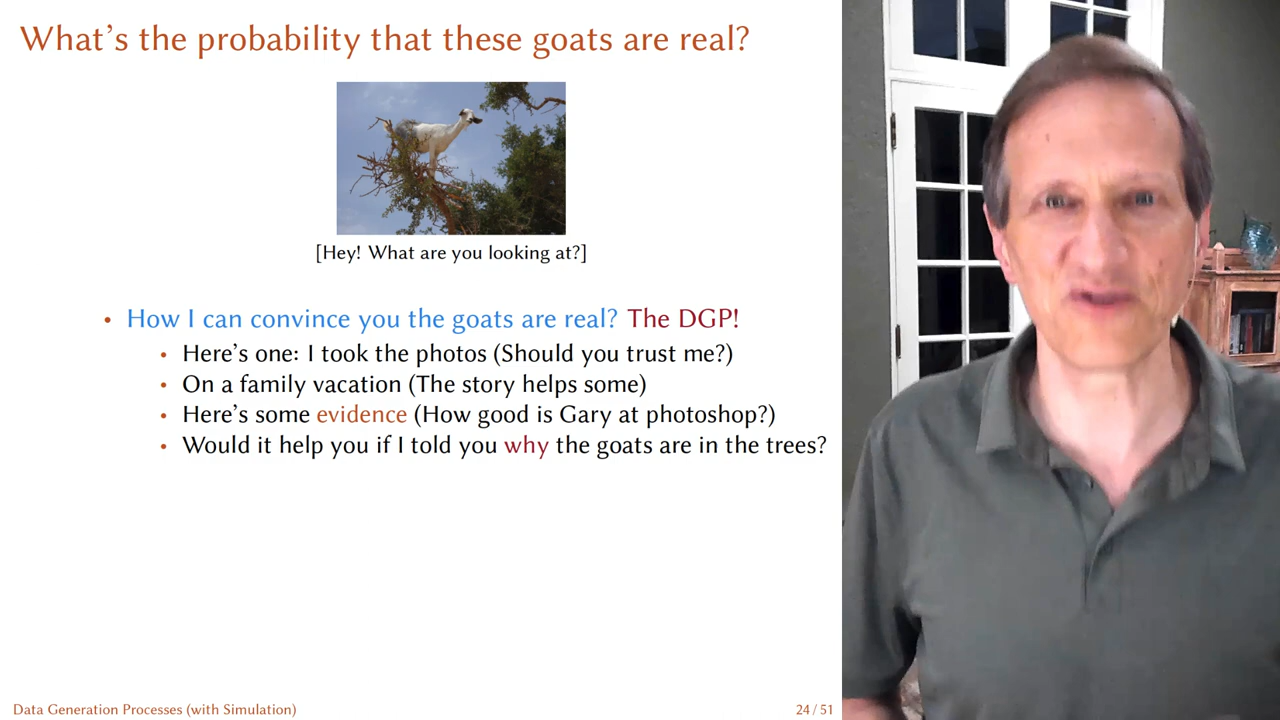 What's the probability that these goats are real?
[Hey! What are you looking at?]
• How I can convince you the goats are real? The DGP!
• Here's one: I took the photos (Should you trust me?)
• On a family vacation (The story helps some)
• Here's some evidence (How good is Gary at photoshop?)
• Would it help you if I told you why the goats are in the trees?
Data Generation Processes (with Simulation)
24 / 51